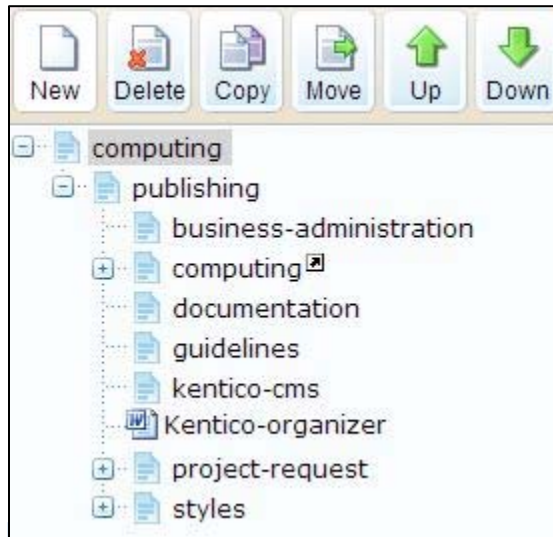 New Delete Copy Move Up Down
computing
publishing
business-administration
computing
documentation
guidelines
kentico-cms
Kentico-organizer
project-request
styles